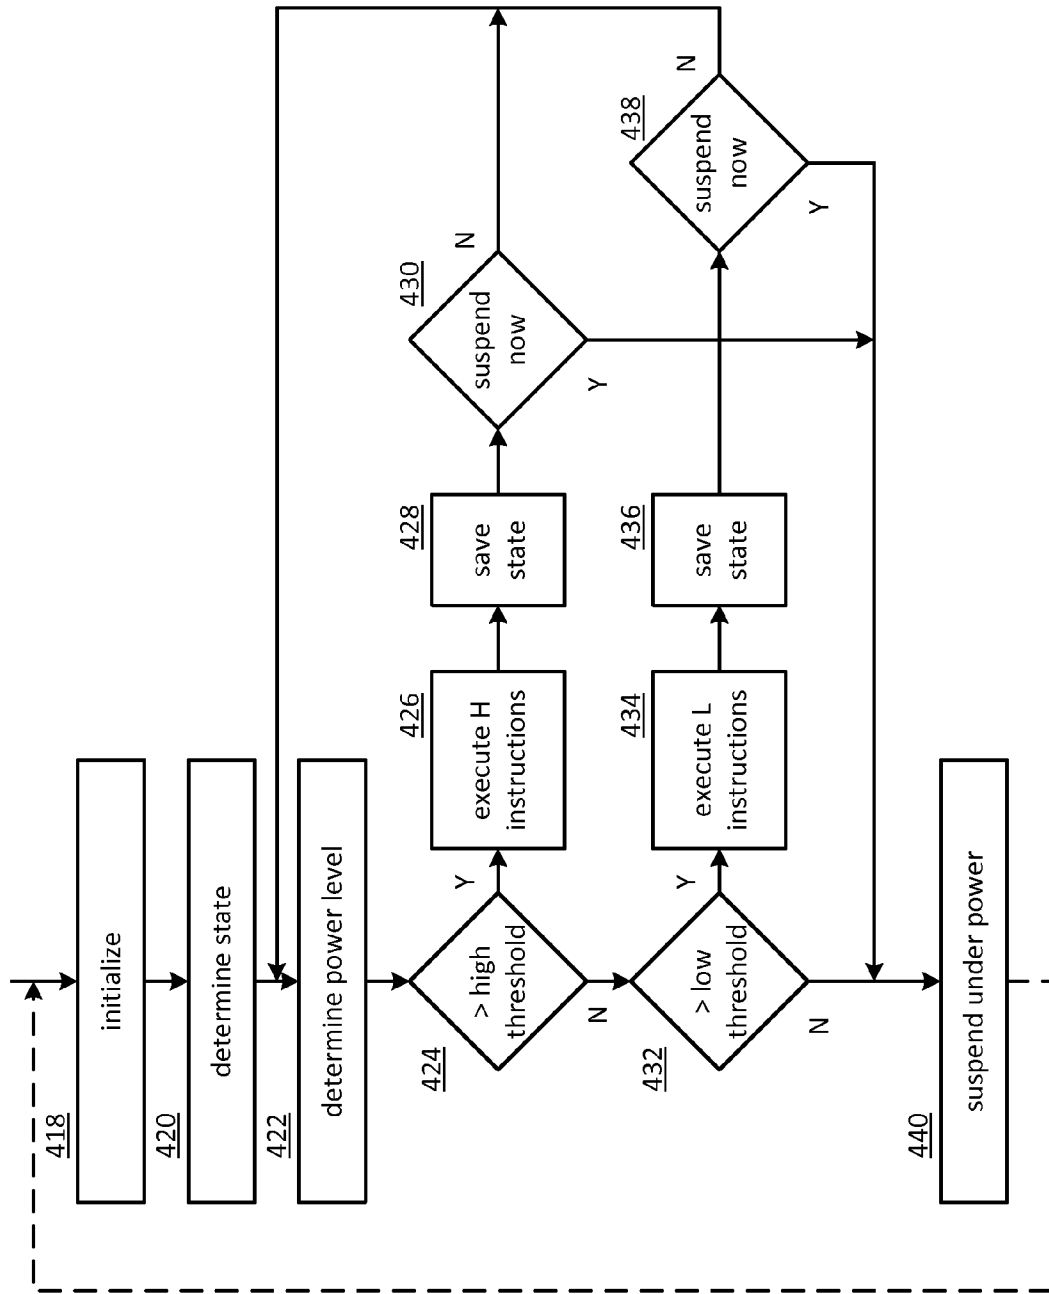 418
initialize
420
determine state
422
determine power level
424
> high
threshold
Y
N
426
execute H
instructions
428
save
state
430
suspend
now
N
Y
432
> low
threshold
Y
N
434
execute L
instructions
436
save
state
438
suspend
now
N
Y
440
suspend under power